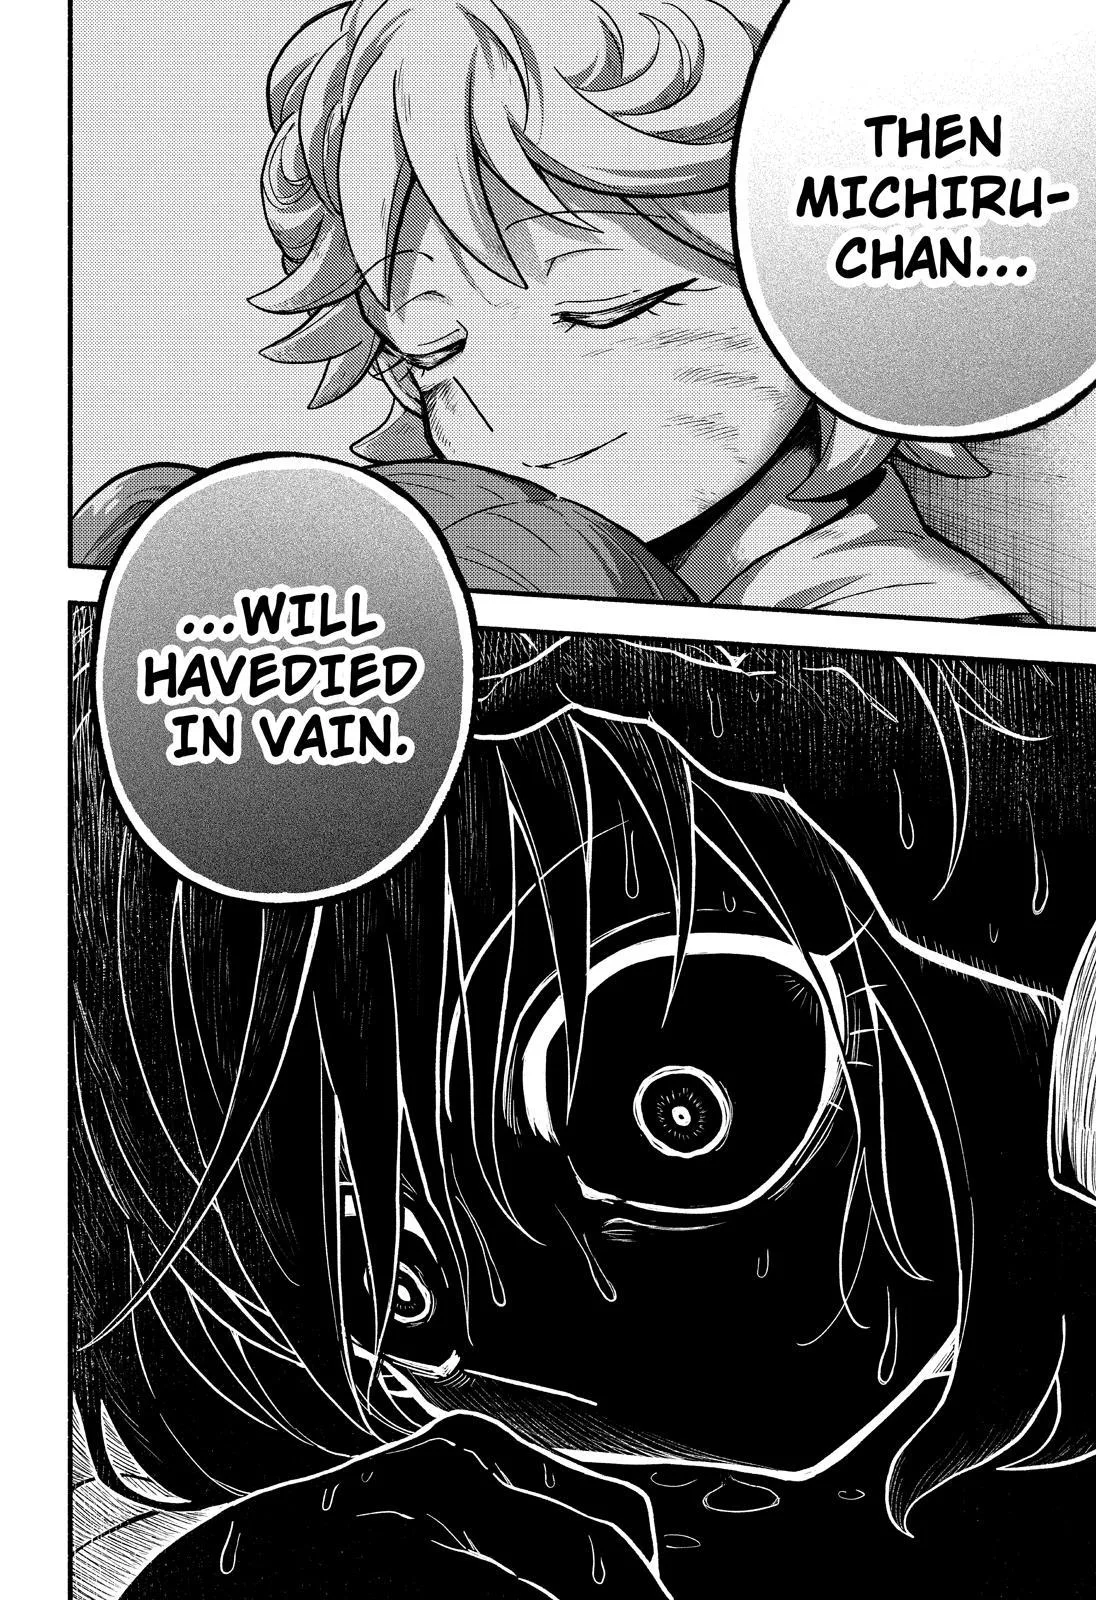 THEN
MICHIRU-
CHAN...
...WILL
HAVEDIED
IN VAIN.